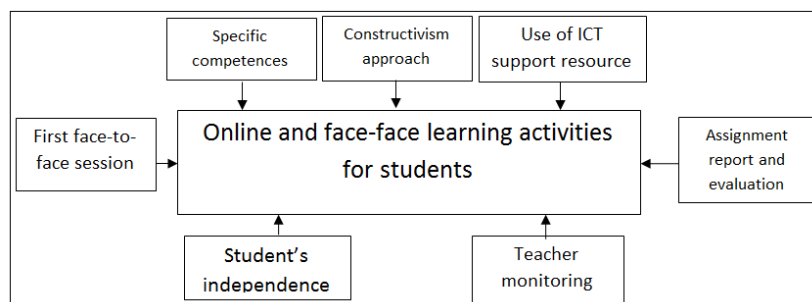 Specific
competences
Constructivism
approach
Use of ICT
support resource
First face-to-
face session
Online and face-face learning activities
for students
Assignment
report and
evaluation
Student’s
independence
Teacher
monitoring